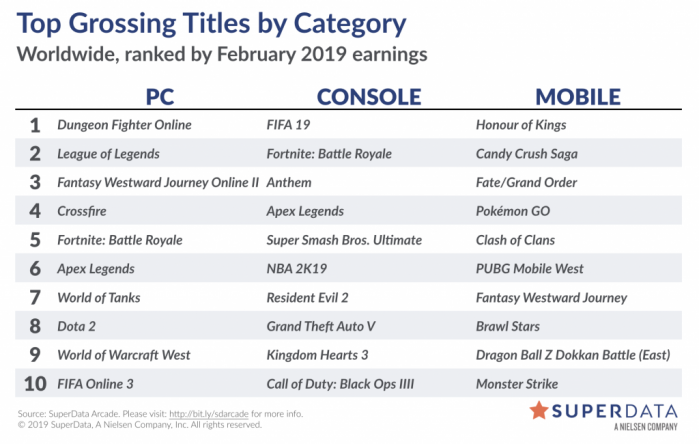 Top Grossing Titles by Category
Worldwide, ranked by February 2019 earnings
PC CONSOLE MOBILE
1 Dungeon Fighter Online FIFA 19 Honour of Kings
2 League of Legends Fortnite: Battle Royale Candy Crush Saga
3 Fantasy Westward Journey Online II Anthem Fate/Grand Order
4 Crossfire Apex Legends Pokémon GO
5 Fortnite: Battle Royale Super Smash Bros. Ultimate Clash of Clans
6 Apex Legends NBA 2K19 PUBG Mobile West
7 World of Tanks Resident Evil 2 Fantasy Westward Journey
8 Dota 2 Grand Theft Auto V Brawl Stars
9 World of Warcraft West Kingdom Hearts 3 Dragon Ball Z Dokkan Battle (East)
10 FIFA Online 3 Call of Duty: Black Ops IIII Monster Strike
Source: SuperData Arcade. Please visit: http://bit.ly/sdarcade for more info.
© 2019 SuperData, A Nielsen Company, Inc. All rights reserved.
SUPERDATA
A NIELSEN COMPANY